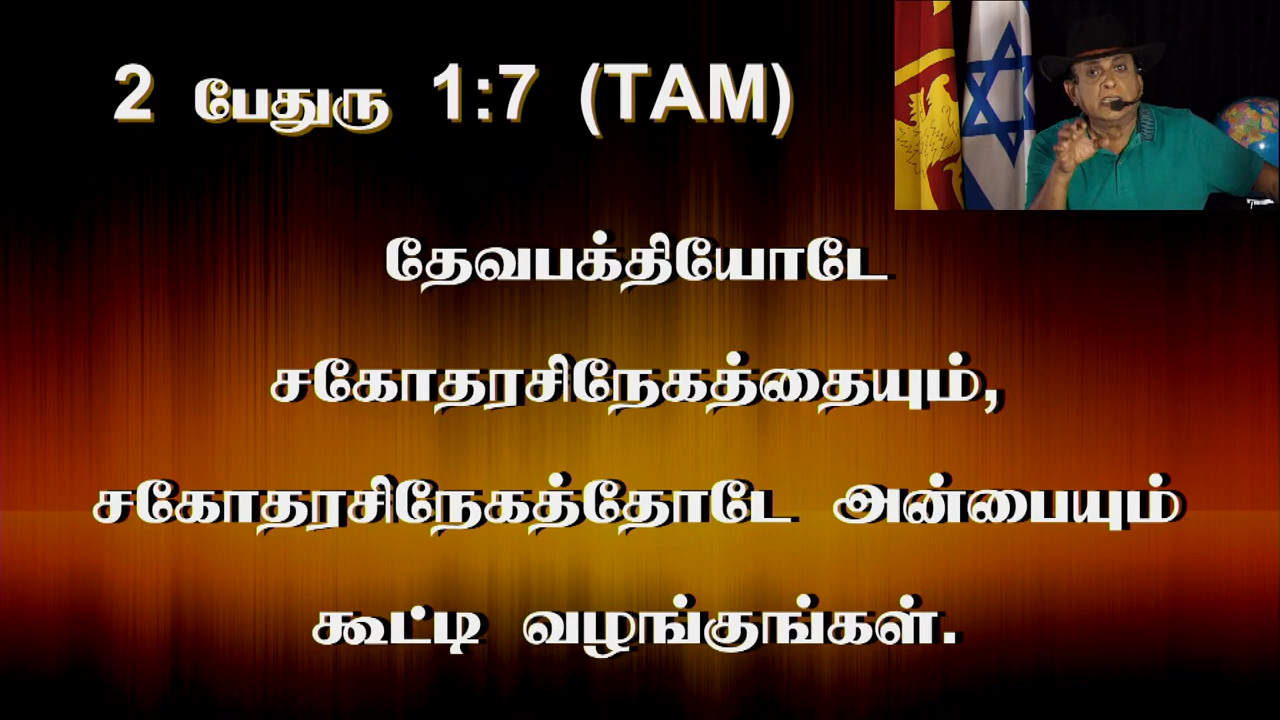 2 பேதுரு 1:7 (TAM)
தேவபக்தியோடே
சகோதரசிநேகத்தையும்,
சகோதரசிநேகத்தோடே அன்பையும்
கூட்டி வழங்குங்கள்.